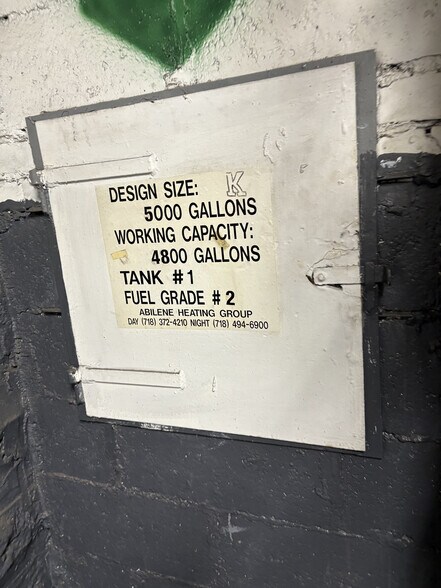 DESIGN SIZE: K
5000 GALLONS
WORKING CAPACITY:
4800 GALLONS
TANK #1
FUEL GRADE #2
ABILENE HEATING GROUP
DAY (718) 372-4210 NIGHT (718) 494-6900